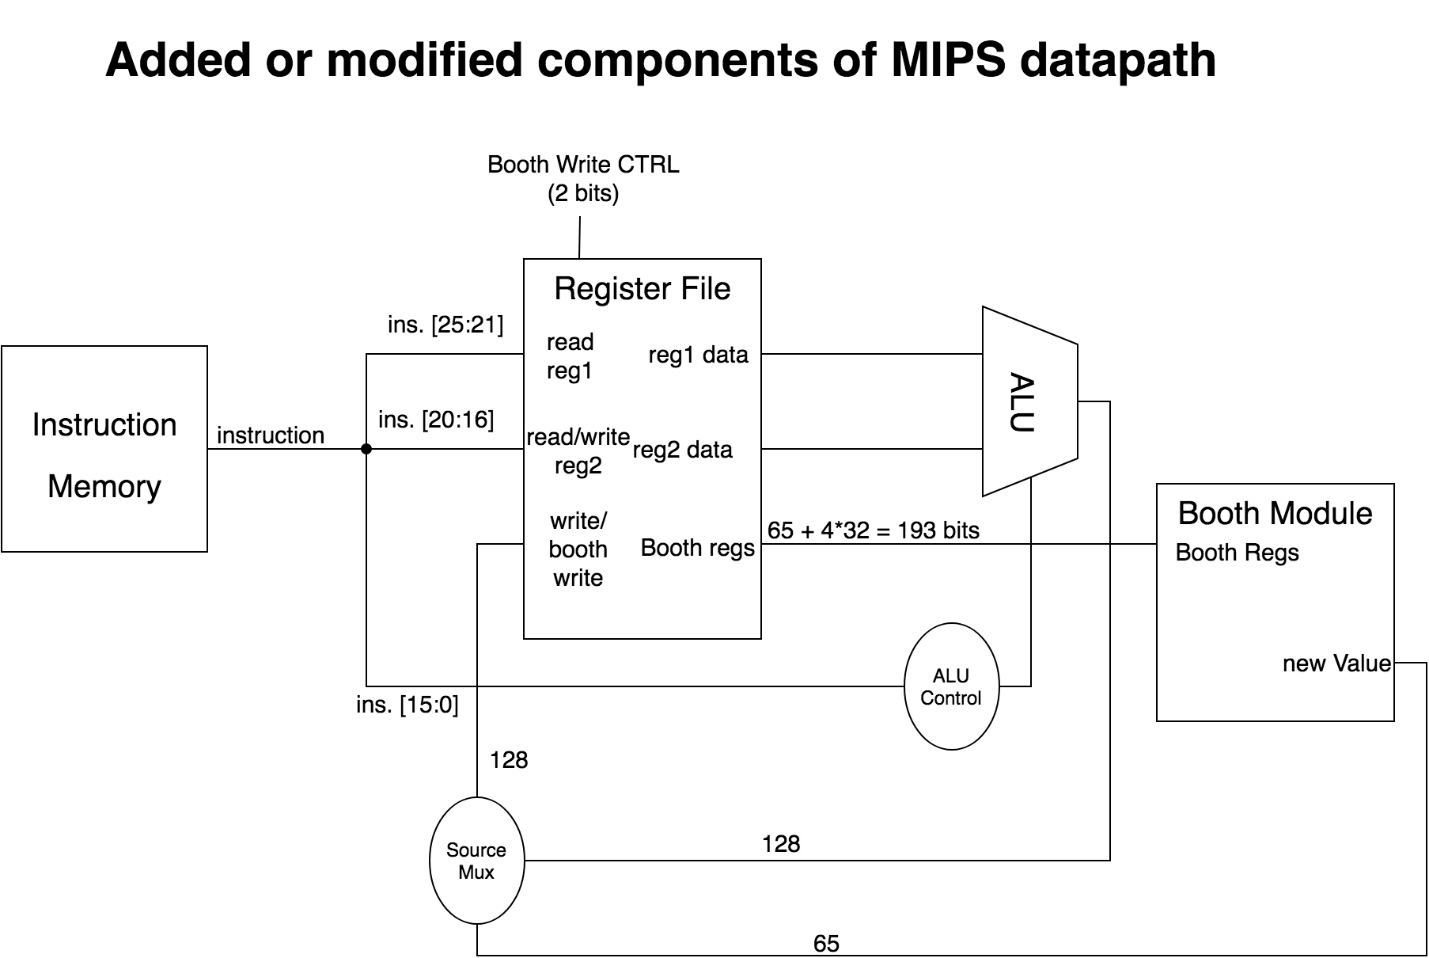 Added or modified components of MIPS datapath
Booth Write CTRL
(2 bits)
Register File
ins. [25:21]
read
reg1
reg1 data
ALU
Instruction
Memory
instruction
ins. [20:16]
read/write
reg2
reg2 data
write/
booth
write
Booth regs
65 + 4*32 = 193 bits
Booth Module
Booth Regs
new Value
ALU
Control
ins. [15:0]
128
Source
Mux
128
65